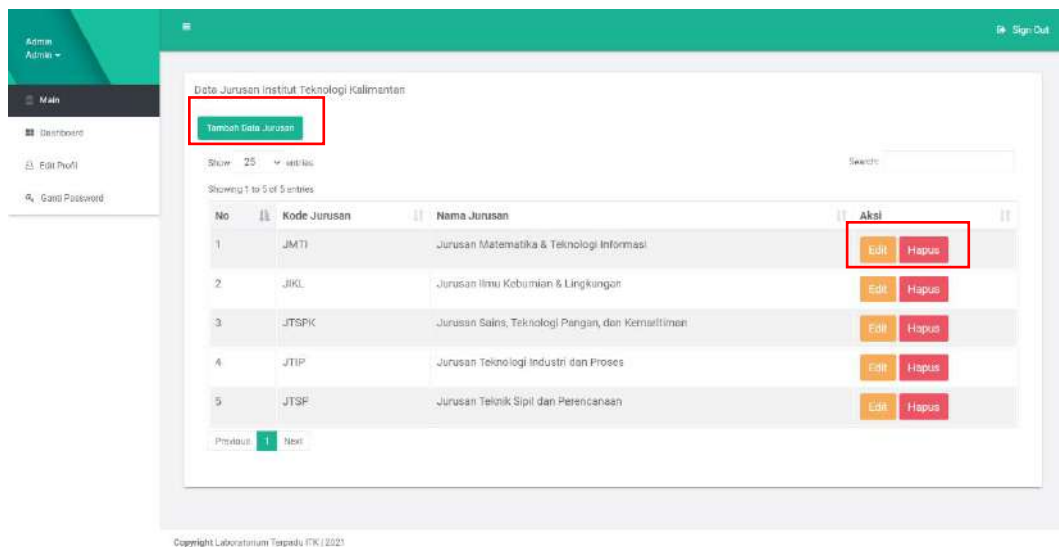 Admin
Admin
Sign Out
Main
Dashboard
Edit Profil
Ganti Password
Data Jurusan Institut Teknologi Kalimantan
Tambah Data Jurusan
Show 25 entries
Search:
Showing 1 to 5 of 5 entries
No Kode Jurusan Nama Jurusan Aksi
1 JMTI Jurusan Matematika & Teknologi Informasi Edit Hapus
2 JIKL Jurusan Ilmu Kebumian & Lingkungan Edit Hapus
3 JTSPK Jurusan Sains, Teknologi Pangan, dan Kemaritiman Edit Hapus
4 JTIP Jurusan Teknologi Industri dan Proses Edit Hapus
5 JTSP Jurusan Teknik Sipil dan Perencanaan Edit Hapus
Previous 1 Next
Copyright Laboratorium Terpadu ITK | 2021